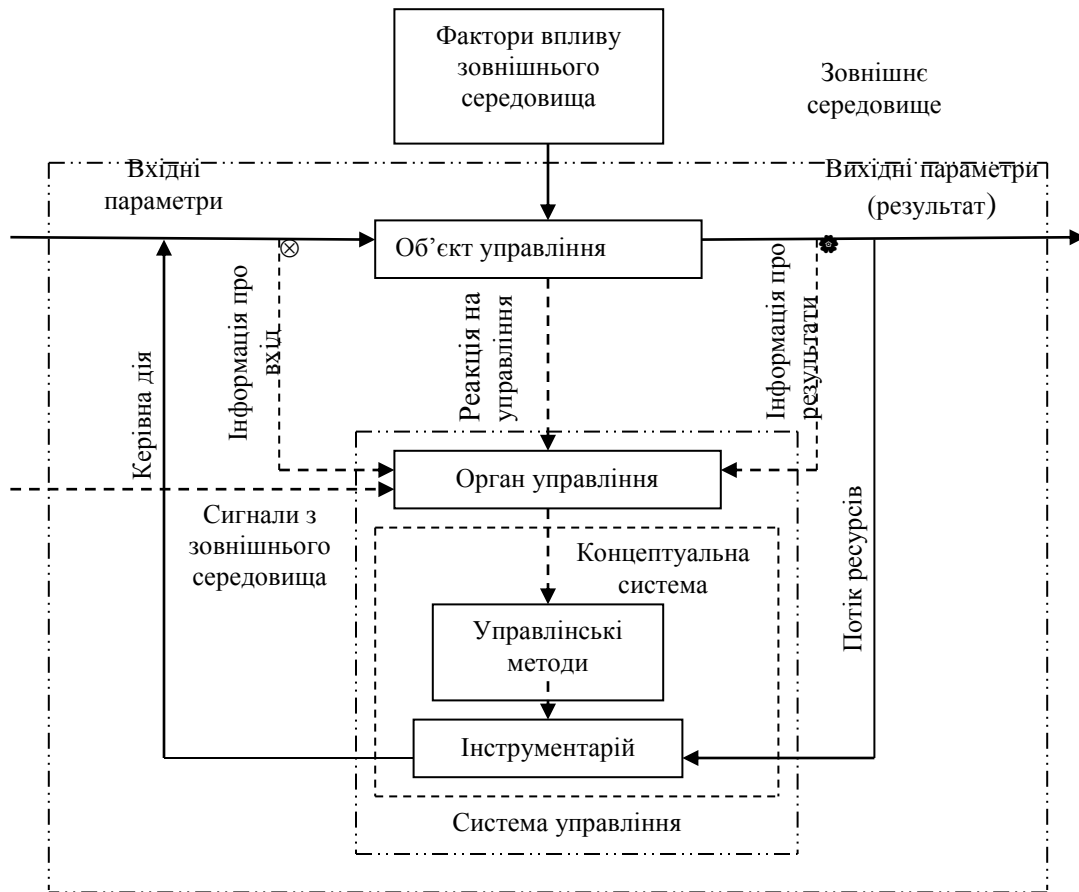 Фактори впливу
зовнішнього
середовища
Зовнішнє
середовище
Вхідні
параметри
Вихідні параметри
(результат)
Об’єкт управління
Інформація про
вхід
Реакція на
управління
Інформація про
результати
Керівна дія
Орган управління
Сигнали з
зовнішнього
середовища
Концептуальна
система
Потік ресурсів
Управлінські
методи
Інструментарій
Система управління